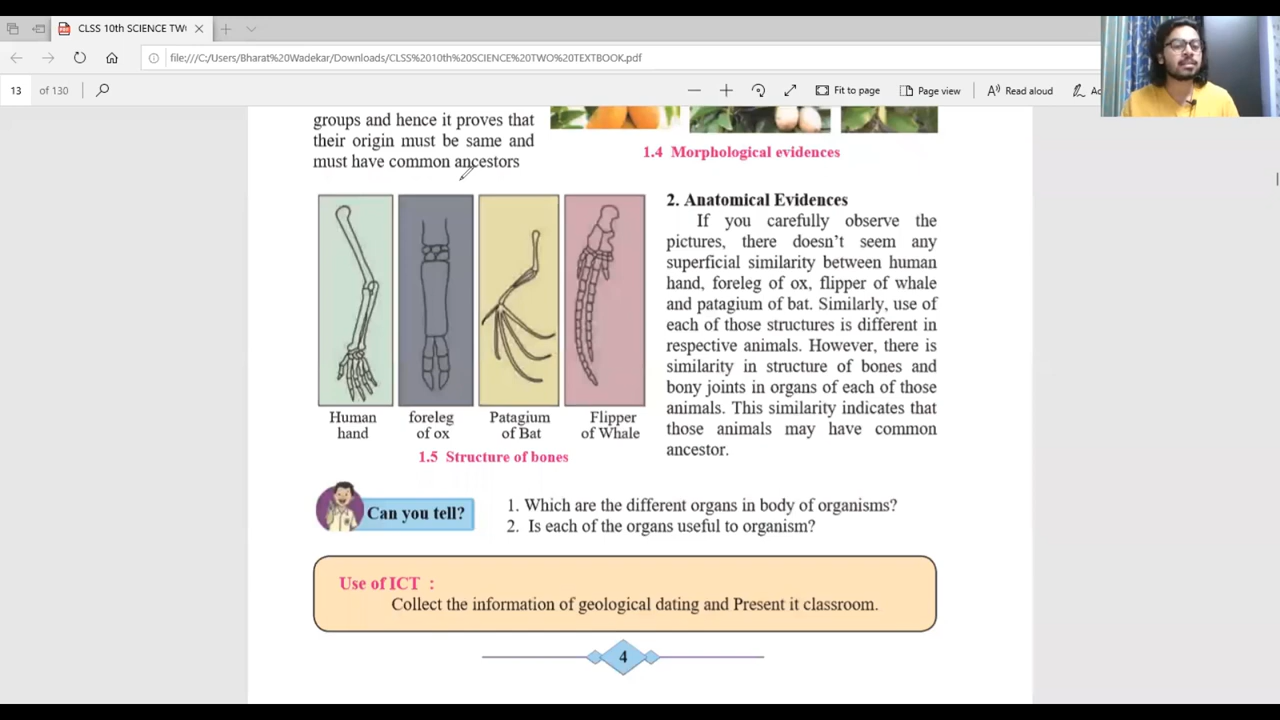 CLSS 10th SCIENCE TW
file:///C:/Users/Bharat%20Wadekar/Downloads/CLSS%2010th%20SCIENCE%20TWO%20TEXTBOOK.pdf
13 of 130
Fit to page
Page view
Read aloud
groups and hence it proves that
their origin must be same and
must have common ancestors
1.4 Morphological evidences
Human
hand
foreleg
of ox
Patagium
of Bat
Flipper
of Whale
1.5 Structure of bones
2. Anatomical Evidences
If you carefully observe the
pictures, there doesn't seem any
superficial similarity between human
hand, foreleg of ox, flipper of whale
and patagium of bat. Similarly, use of
each of those structures is different in
respective animals. However, there is
similarity in structure of bones and
bony joints in organs of each of those
animals. This similarity indicates that
those animals may have common
ancestor.
Can you tell?
1. Which are the different organs in body of organisms?
2. Is each of the organs useful to organism?
Use of ICT :
Collect the information of geological dating and Present it classroom.
4